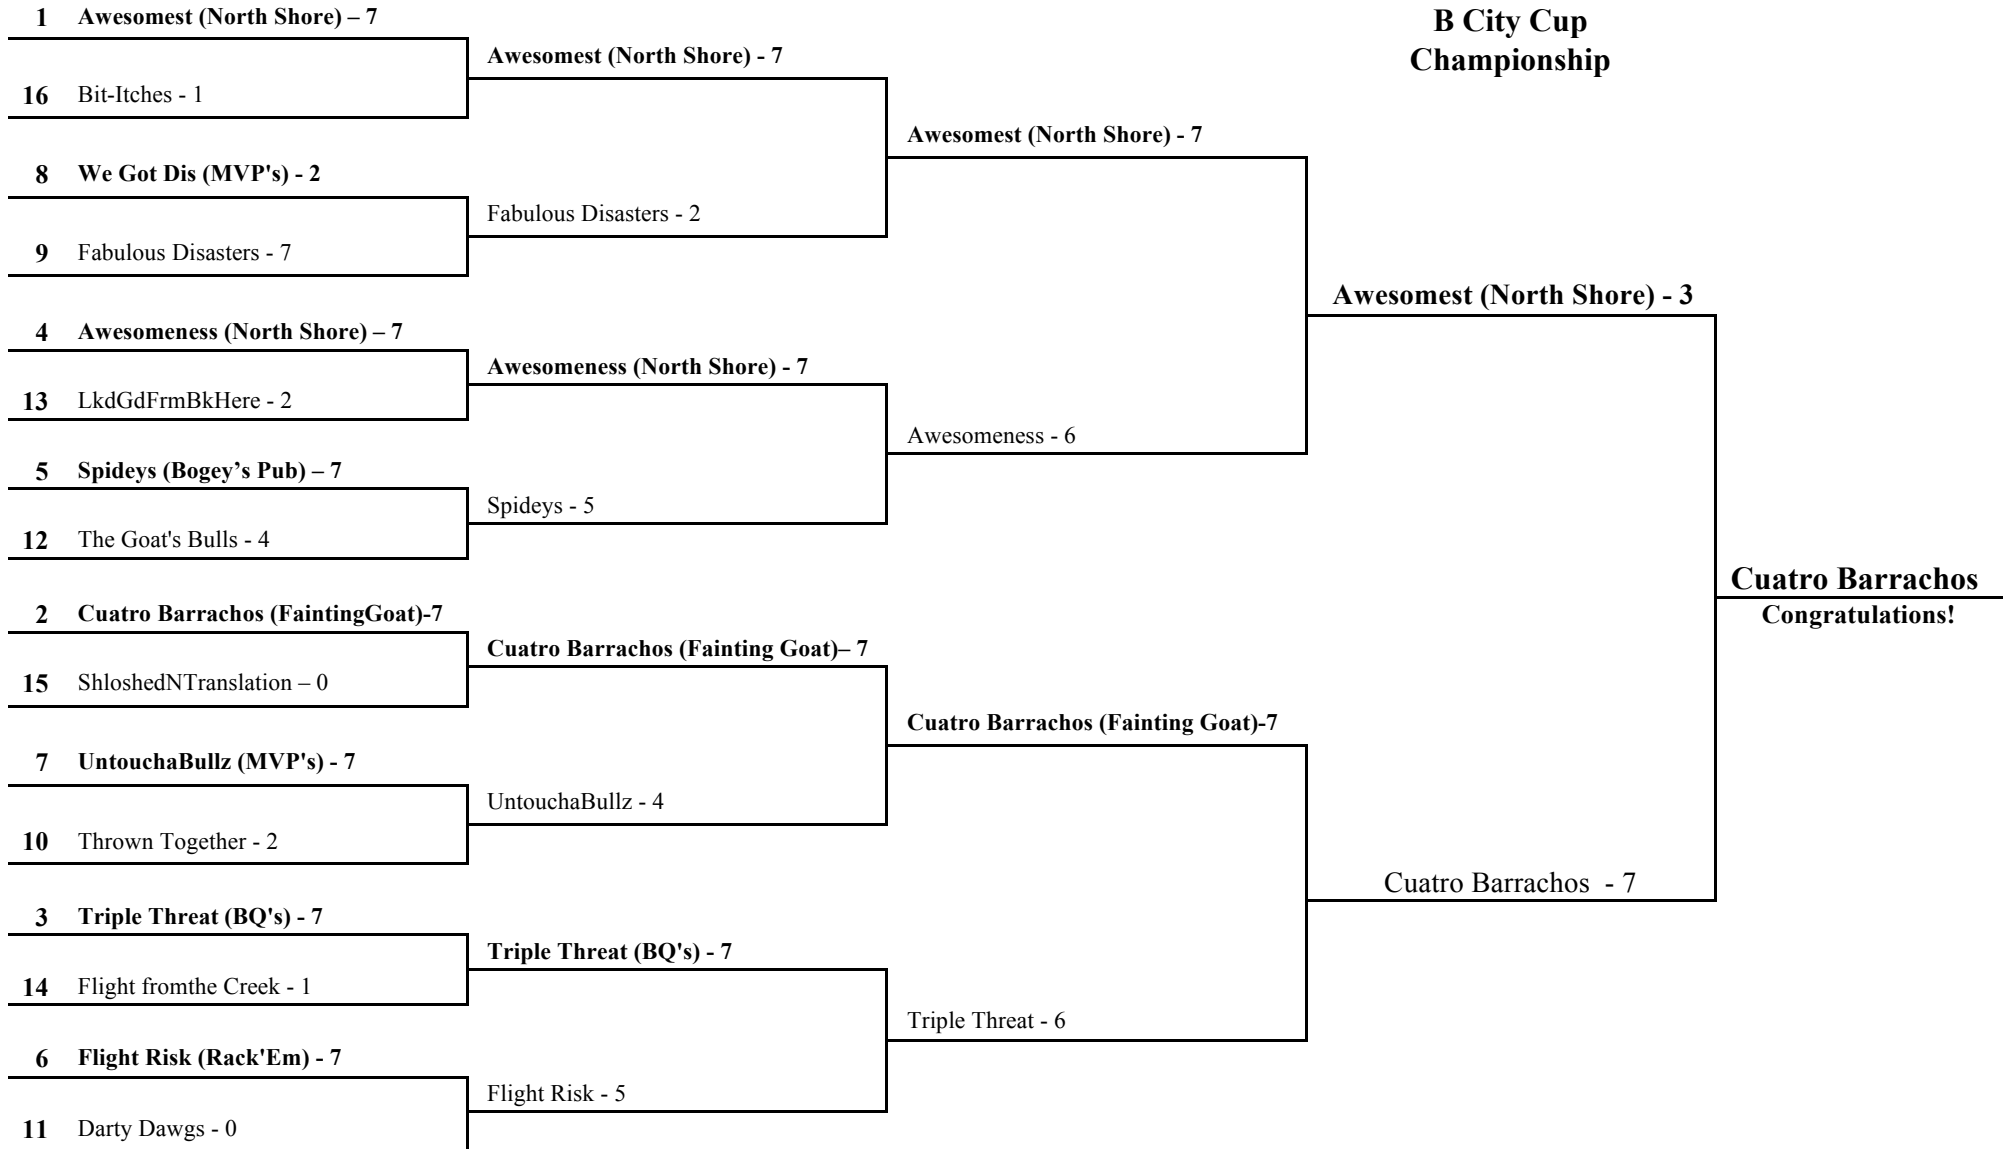 B City Cup
Championship
1 Awesomest (North Shore) – 7
16 Bit-Itches - 1
8 We Got Dis (MVP's) - 2
9 Fabulous Disasters - 7
4 Awesomeness (North Shore) – 7
13 LkdGdFrmBkHere - 2
5 Spideys (Bogey’s Pub) – 7
12 The Goat's Bulls - 4
2 Cuatro Barrachos (FaintingGoat)-7
15 ShloshedNTranslation – 0
7 UntouchaBullz (MVP's) - 7
10 Thrown Together - 2
3 Triple Threat (BQ's) - 7
14 Flight fromthe Creek - 1
6 Flight Risk (Rack'Em) - 7
11 Darty Dawgs - 0
Awesomest (North Shore) - 7
Fabulous Disasters - 2
Awesomeness (North Shore) - 7
Spideys - 5
Cuatro Barrachos (Fainting Goat)– 7
UntouchaBullz - 4
Triple Threat (BQ's) - 7
Flight Risk - 5
Awesomest (North Shore) - 7
Awesomeness - 6
Cuatro Barrachos (Fainting Goat)-7
Triple Threat - 6
Awesomest (North Shore) - 3
Cuatro Barrachos  - 7
Cuatro Barrachos
Congratulations!